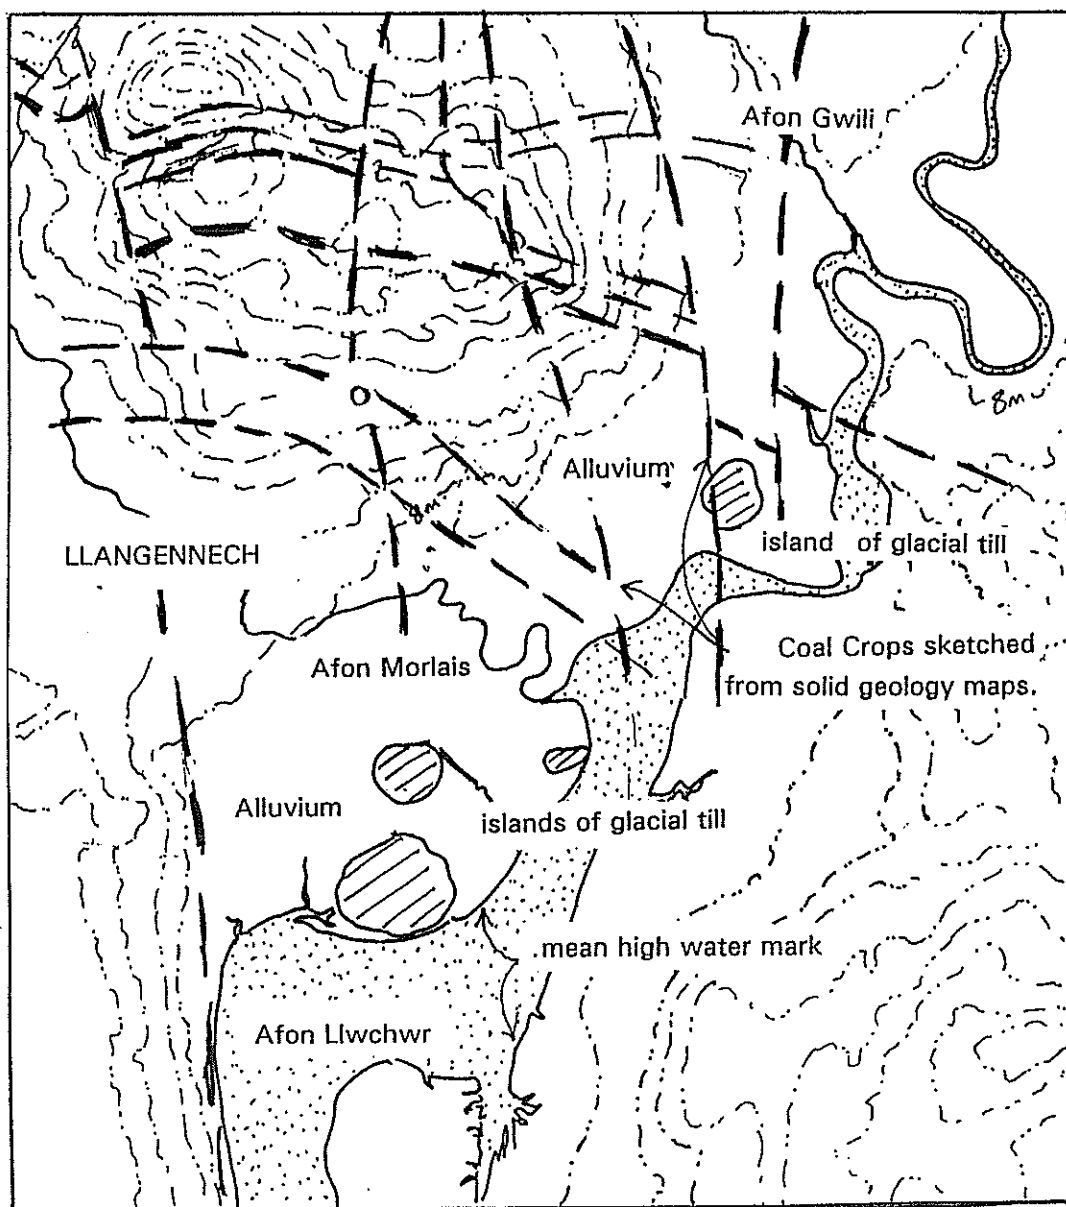 Afon Gwili
8m
Alluvium
8m
LLANGENNECH
island of glacial till
Coal Crops sketched
from solid geology maps.
Afon Morlais
Alluvium
islands of glacial till
mean high water mark
Afon Llwchwr